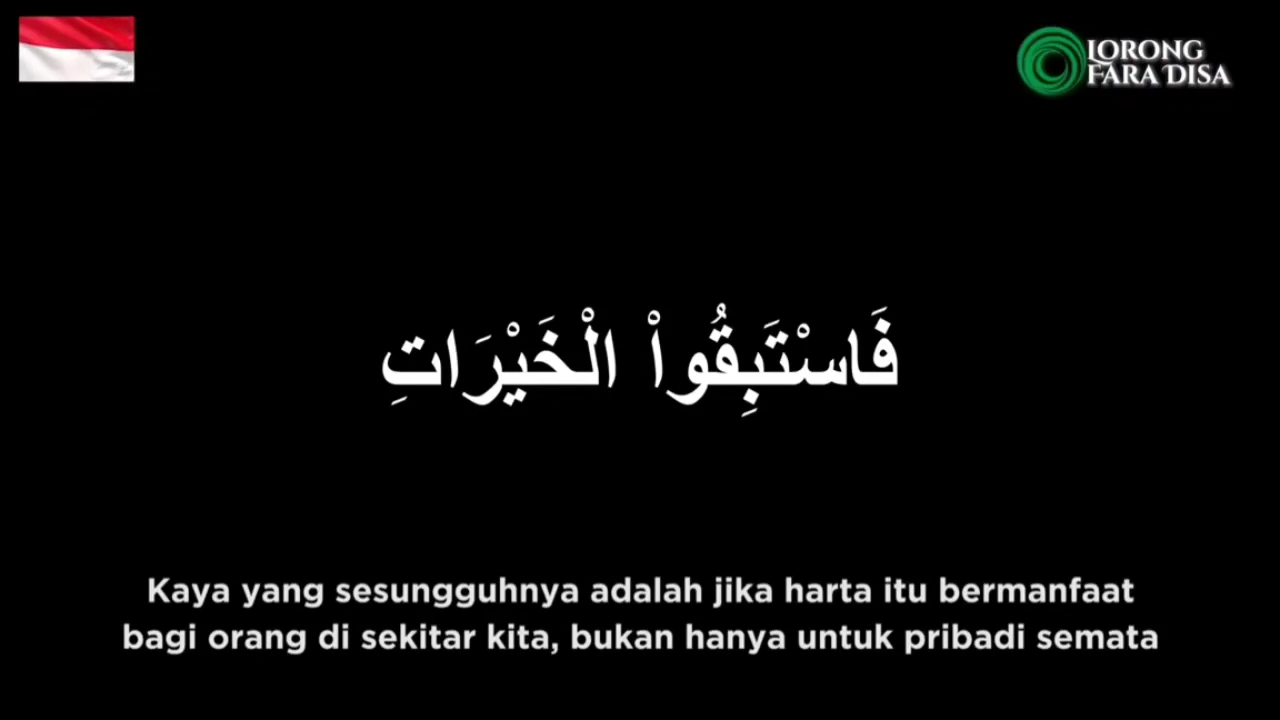 LORONG
FARA DISA
فَاسْتَبِقُواْ الْخَيْرَاتِ
Kaya yang sesungguhnya adalah jika harta itu bermanfaat
bagi orang di sekitar kita, bukan hanya untuk pribadi semata